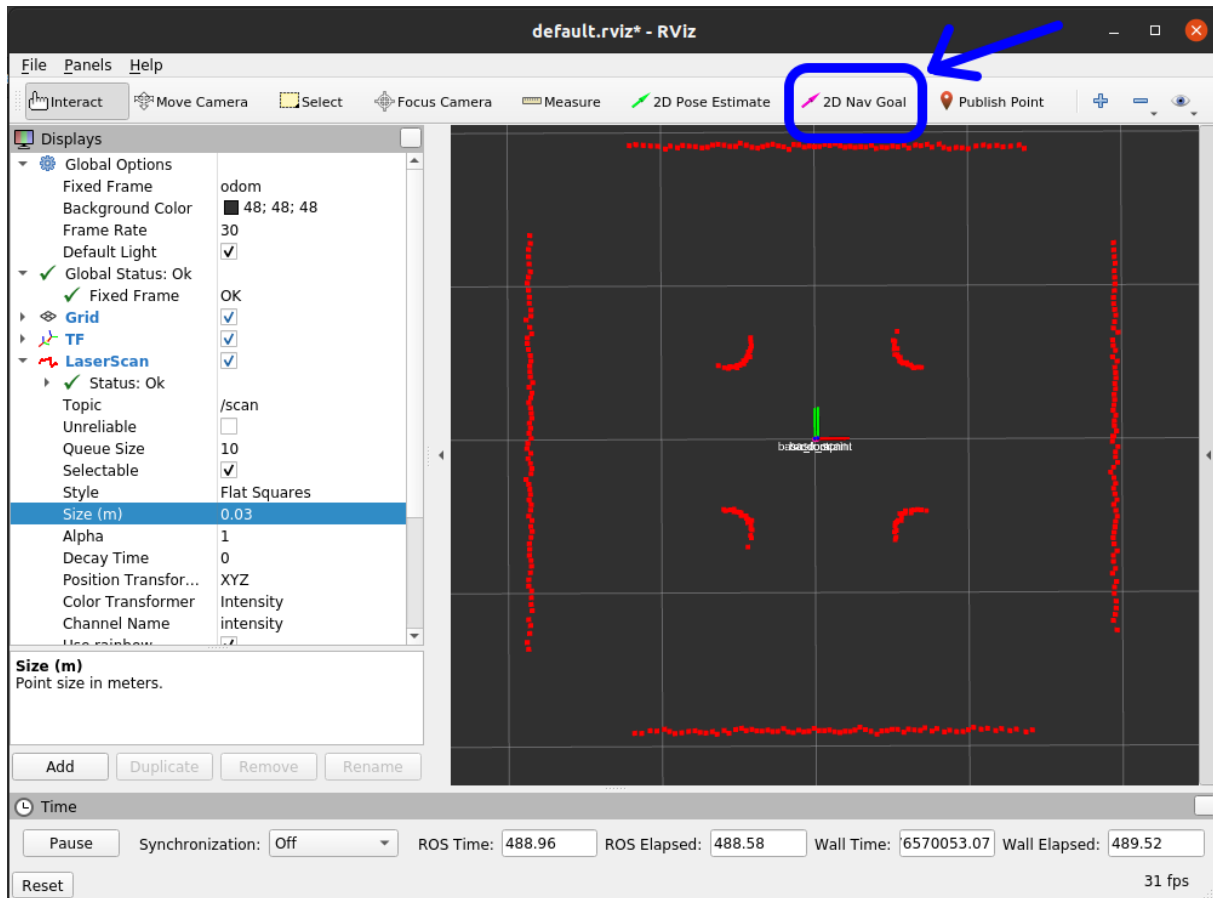 default.rviz* - RViz
File Panels Help
Interact Move Camera Select Focus Camera Measure 2D Pose Estimate 2D Nav Goal Publish Point
Displays
Global Options
Fixed Frame odom
Background Color 48; 48; 48
Frame Rate 30
Default Light
Global Status: Ok
Fixed Frame OK
Grid
TF
LaserScan
Status: Ok
Topic /scan
Unreliable
Queue Size 10
Selectable
Style Flat Squares
Size (m) 0.03
Alpha 1
Decay Time 0
Position Transfor... XYZ
Color Transformer Intensity
Channel Name intensity
Use rainbow
Size (m)
Point size in meters.
Add Duplicate Remove Rename
Time
Pause Synchronization: Off ROS Time: 488.96 ROS Elapsed: 488.58 Wall Time: 6570053.07 Wall Elapsed: 489.52
Reset 31 fps